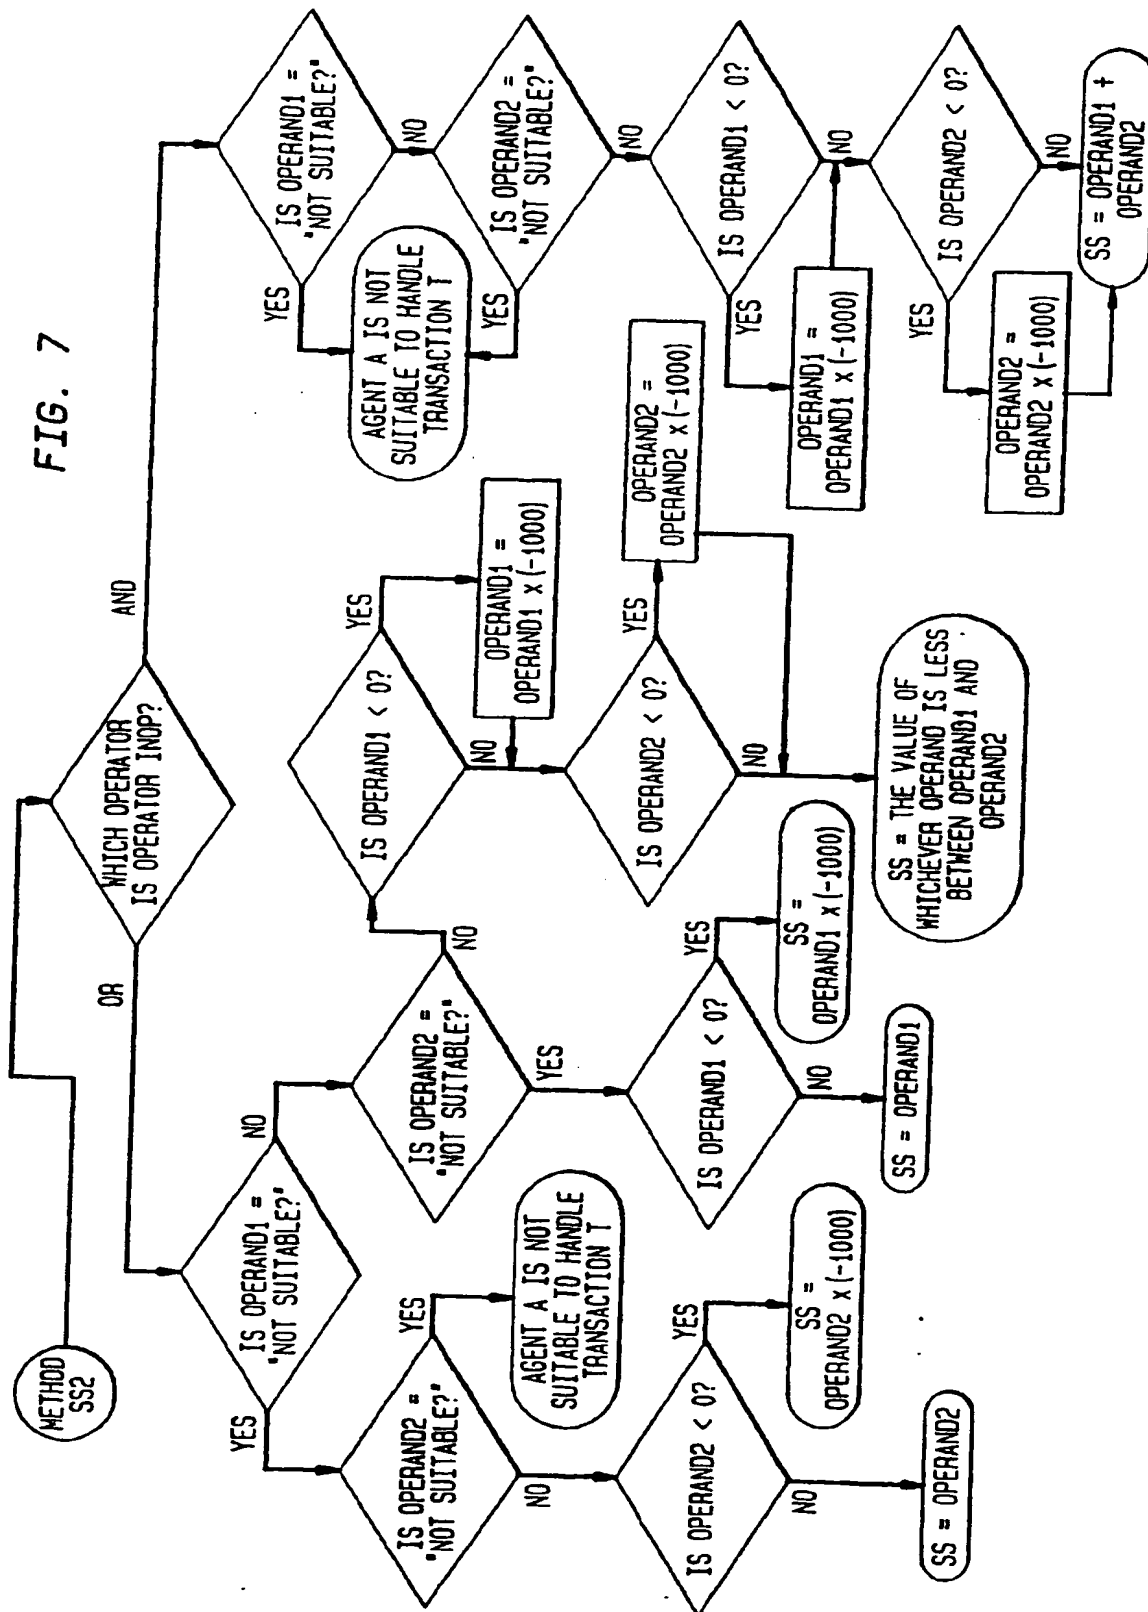 FIG. 7
METHOD
SS2
WHICH OPERATOR
IS OPERATOR INOP?
OR
AND
IS OPERAND1 =
"NOT SUITABLE?"
YES
NO
IS OPERAND2 =
"NOT SUITABLE?"
YES
NO
AGENT A IS NOT
SUITABLE TO HANDLE
TRANSACTION T
IS OPERAND2 < 0?
YES
NO
SS =
OPERAND2 x (-1000)
SS = OPERAND2
IS OPERAND2 =
"NOT SUITABLE?"
YES
NO
IS OPERAND1 < 0?
YES
NO
SS =
OPERAND1 x (-1000)
SS = OPERAND1
IS OPERAND1 < 0?
YES
NO
OPERAND1 =
OPERAND1 x (-1000)
IS OPERAND2 < 0?
YES
NO
OPERAND2 =
OPERAND2 x (-1000)
SS = THE VALUE OF
WHICHEVER OPERAND IS LESS
BETWEEN OPERAND1 AND
OPERAND2
IS OPERAND1 =
"NOT SUITABLE?"
YES
NO
AGENT A IS NOT
SUITABLE TO HANDLE
TRANSACTION T
IS OPERAND2 =
"NOT SUITABLE?"
YES
NO
IS OPERAND1 < 0?
YES
NO
OPERAND1 =
OPERAND1 x (-1000)
IS OPERAND2 < 0?
YES
NO
OPERAND2 =
OPERAND2 x (-1000)
SS = OPERAND1 +
OPERAND2